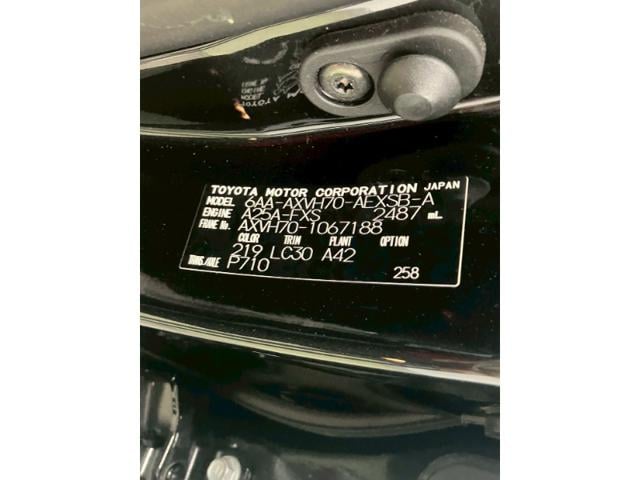 TOYOTA MOTOR CORPORATION JAPAN
MODEL 6AA-AXVH70-AEXSB-A
ENGINE A25A-FXS 2487 mL
FRAME No. AXVH70-1067188
COLOR TRIM PLANT OPTION
219 LC30 A42
TRANS./AXLE P710 258